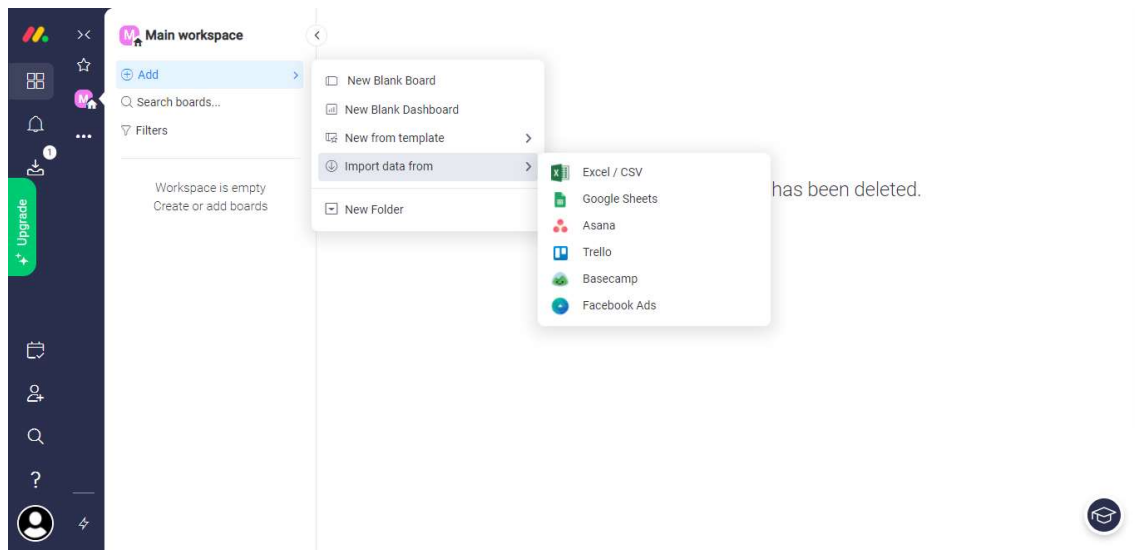 M Main workspace
Add
Search boards...
Filters
Workspace is empty
Create or add boards
New Blank Board
New Blank Dashboard
New from template
Import data from
New Folder
Excel / CSV
Google Sheets
Asana
Trello
Basecamp
Facebook Ads
has been deleted.
M
1
Upgrade
?